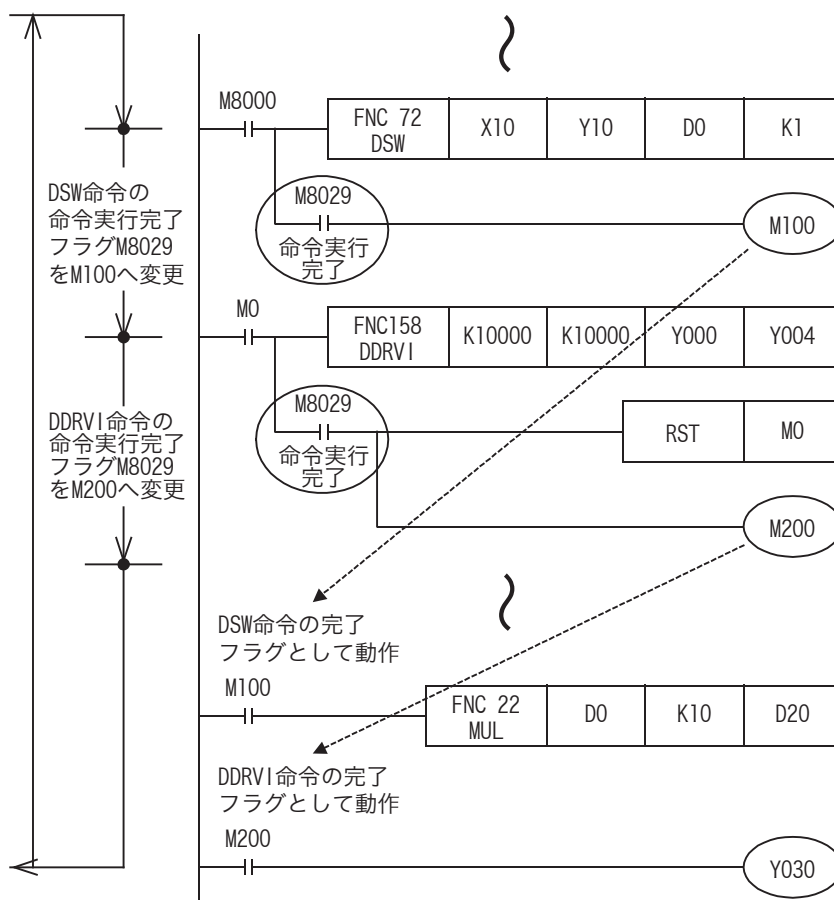 M8000
FNC 72
DSW
X10
Y10
D0
K1
DSW命令の
命令実行完了
フラグM8029
をM100へ変更
M8029
命令実行
完了
M100
M0
FNC158
DDRVI
K10000
K10000
Y000
Y004
DDRVI命令の
命令実行完了
フラグM8029
をM200へ変更
M8029
命令実行
完了
RST
M0
M200
DSW命令の完了
フラグとして動作
M100
FNC 22
MUL
D0
K10
D20
DDRVI命令の完了
フラグとして動作
M200
Y030